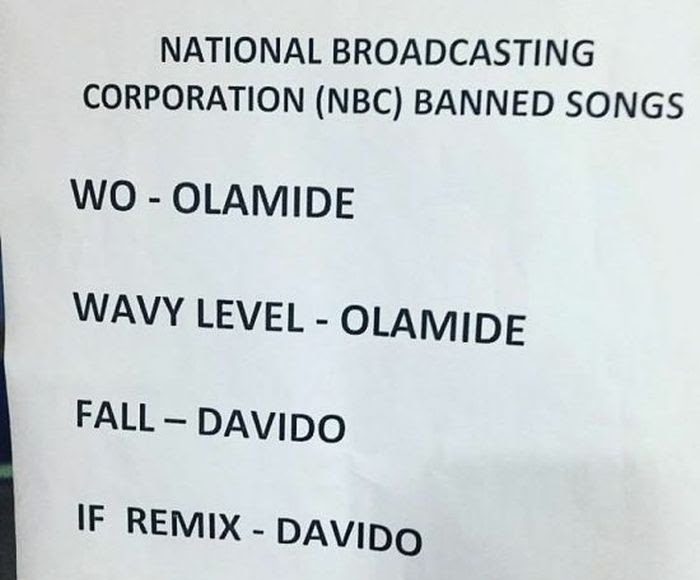 NATIONAL BROADCASTING
CORPORATION (NBC) BANNED SONGS
WO - OLAMIDE
WAVY LEVEL - OLAMIDE
FALL – DAVIDO
IF REMIX - DAVIDO